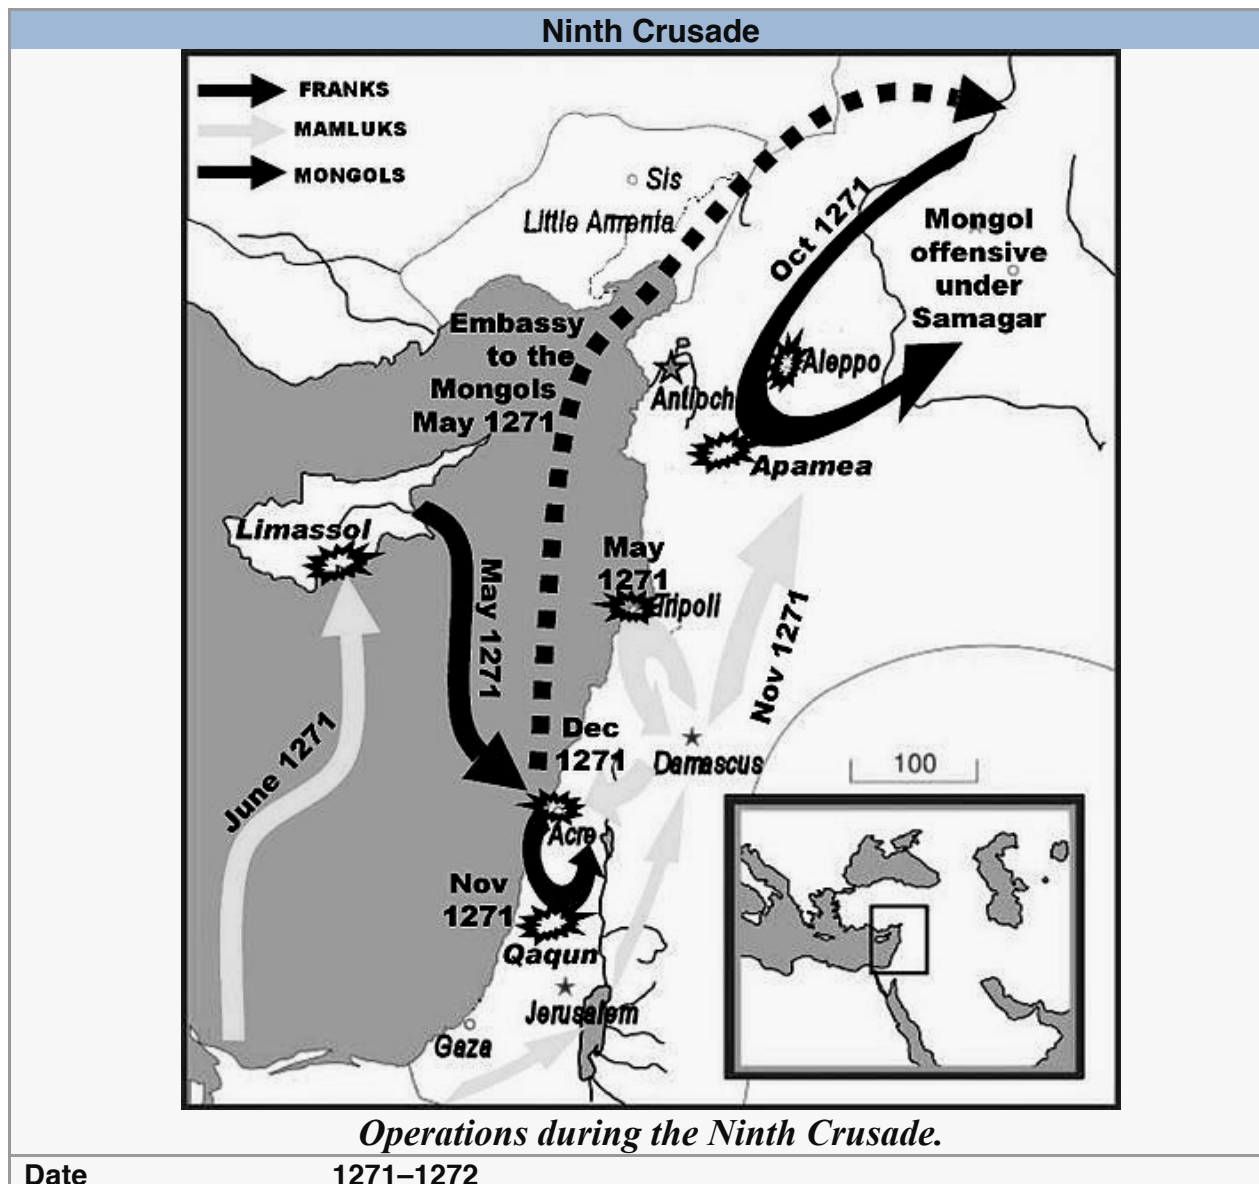 Ninth Crusade
FRANKS
MAMLUKS
MONGOLS
Sis
Little Armenia
Oct 1271
Mongol
offensive
under
Samagar
Embassy
to the
Mongols
May 1271
Aleppo
Antioch
Apamea
Limassol
May 1271
May
1271
Tripoli
Nov 1271
June 1271
Dec
1271
Damascus
100
Acre
Nov
1271
Qaqun
Jerusalem
Gaza
Operations during the Ninth Crusade.
Date 1271–1272